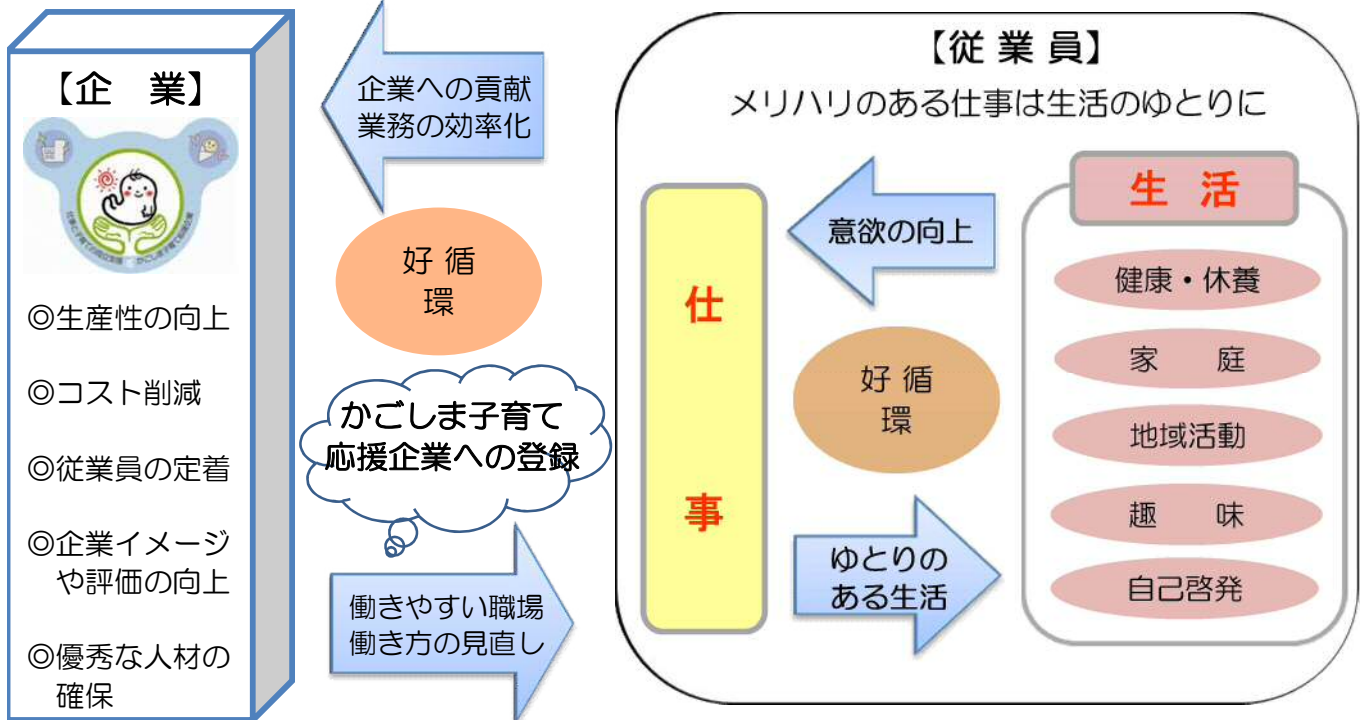 【企　業】
◎生産性の向上
◎コスト削減
◎従業員の定着
◎企業イメージ
や評価の向上
◎優秀な人材の
確保
企業への貢献
業務の効率化
好 循
環
かごしま子育て
応援企業への登録
働きやすい職場
働き方の見直し
【従 業 員】
メリハリのある仕事は生活のゆとりに
仕
事
意欲の向上
好 循
環
ゆとりの
ある生活
生 活
健康・休養
家　　庭
地域活動
趣　　味
自己啓発